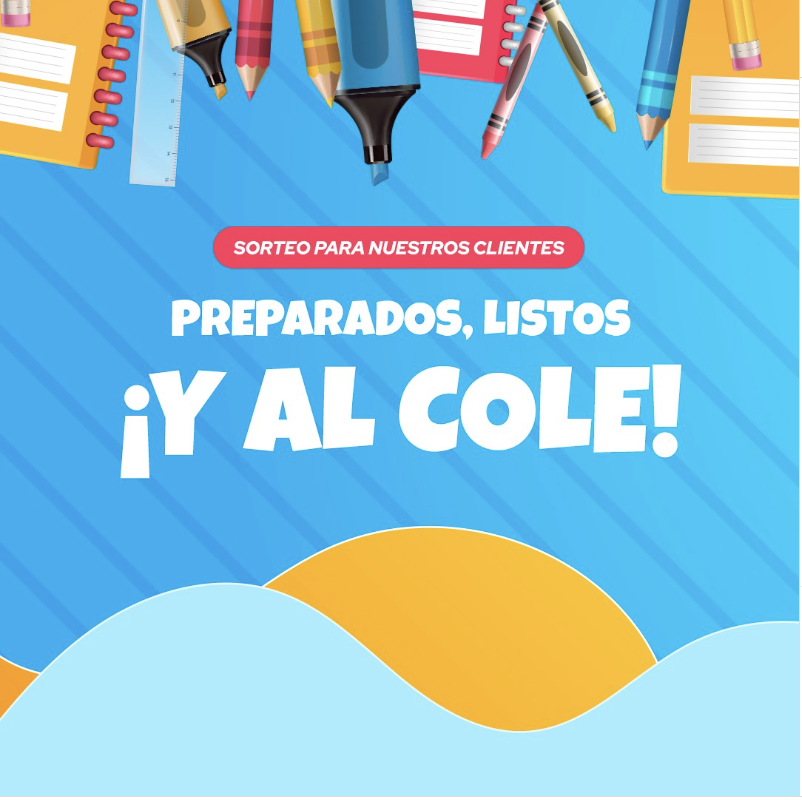 SORTEO PARA NUESTROS CLIENTES
PREPARADOS, LISTOS
¡Y AL COLE!